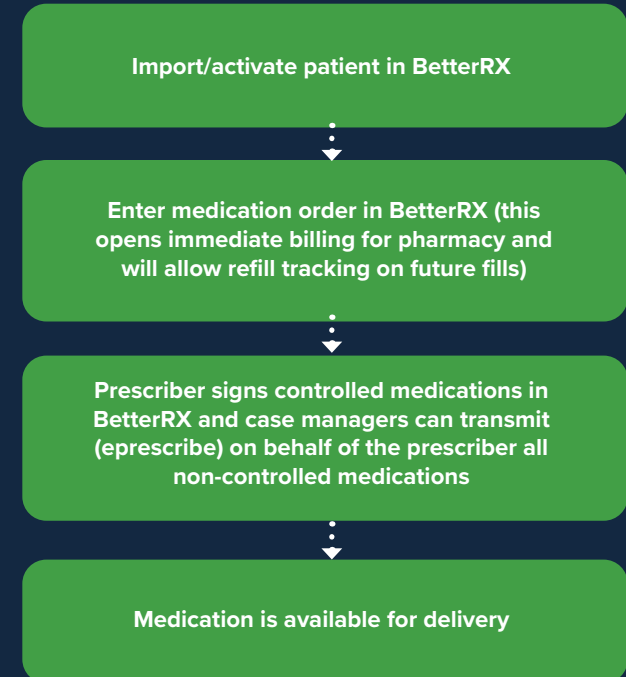 Import/activate patient in BetterRX
Enter medication order in BetterRX (this
opens immediate billing for pharmacy and
will allow refill tracking on future fills)
Prescriber signs controlled medications in
BetterRX and case managers can transmit
(eprescribe) on behalf of the prescriber all
non-controlled medications
Medication is available for delivery